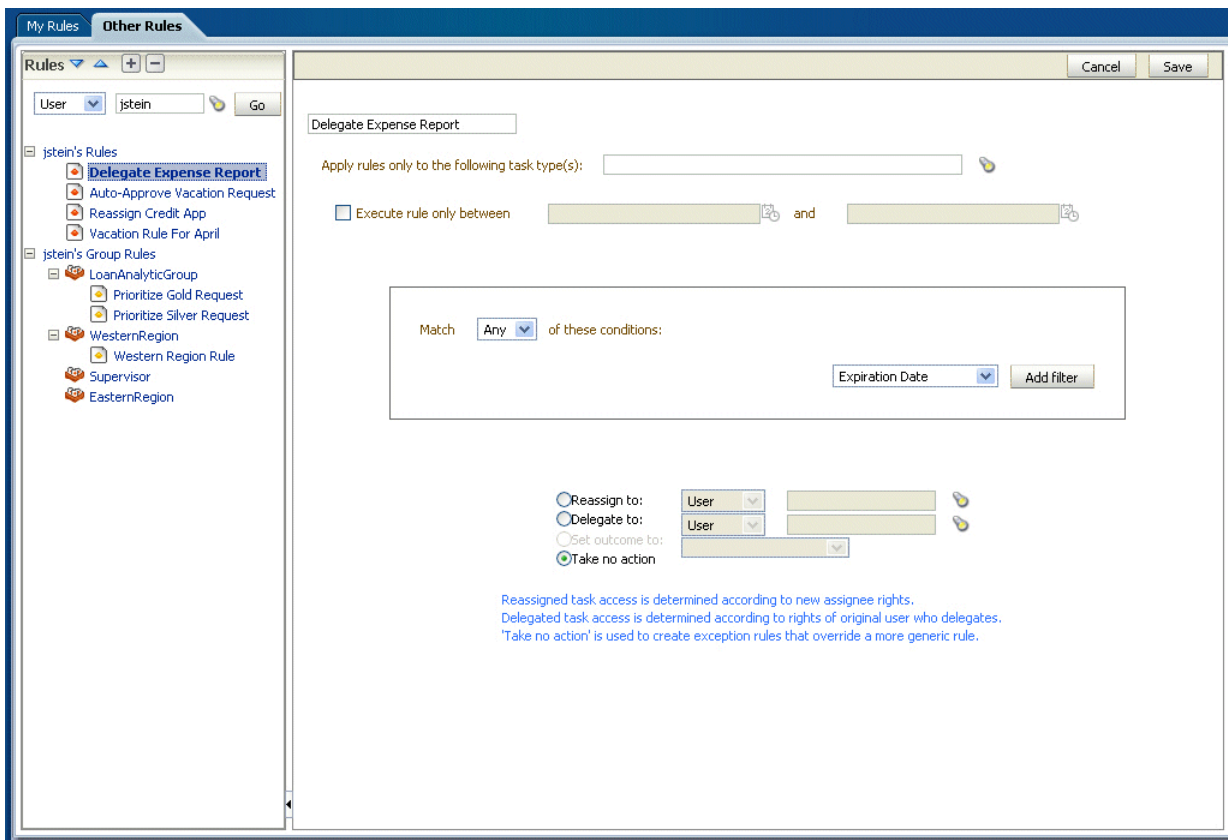 My Rules Other Rules
Rules
Cancel Save
User jstein Go
Delegate Expense Report
jstein's Rules
Delegate Expense Report
Auto-Approve Vacation Request
Reassign Credit App
Vacation Rule For April
jstein's Group Rules
LoanAnalyticGroup
Prioritize Gold Request
Prioritize Silver Request
WesternRegion
Western Region Rule
Supervisor
EasternRegion
Apply rules only to the following task type(s):
Execute rule only between and
Match Any of these conditions:
Expiration Date Add filter
Reassign to: User
Delegate to: User
Set outcome to:
Take no action
Reassigned task access is determined according to new assignee rights.
Delegated task access is determined according to rights of original user who delegates.
'Take no action' is used to create exception rules that override a more generic rule.